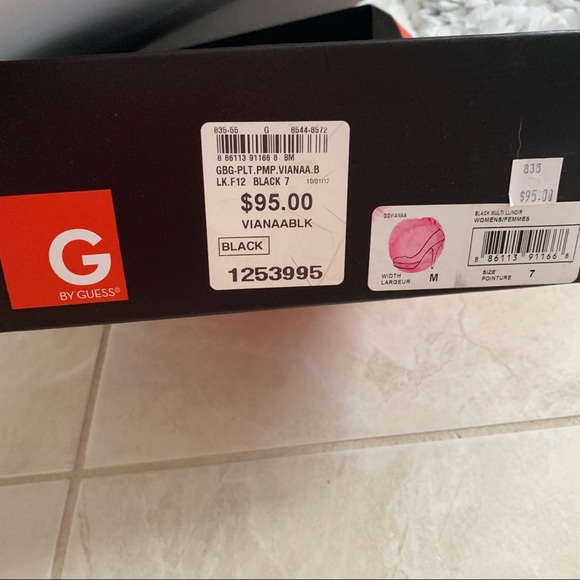 G
BY GUESS®
835-55 G 8544-8572
8 86113 91166 8 BM
GBG-PLT.PMP.VIANAA.B
LK.F12 BLACK 7 10/01/12
$95.00
VIANAABLK
BLACK
1253995
835
$95.00
GGVIANAA
WIDTH
LARGEUR M
BLACK MULTI LLNOIR
WOMENS/FEMMES
8 86113 91166 8
SIZE
POINTURE 7